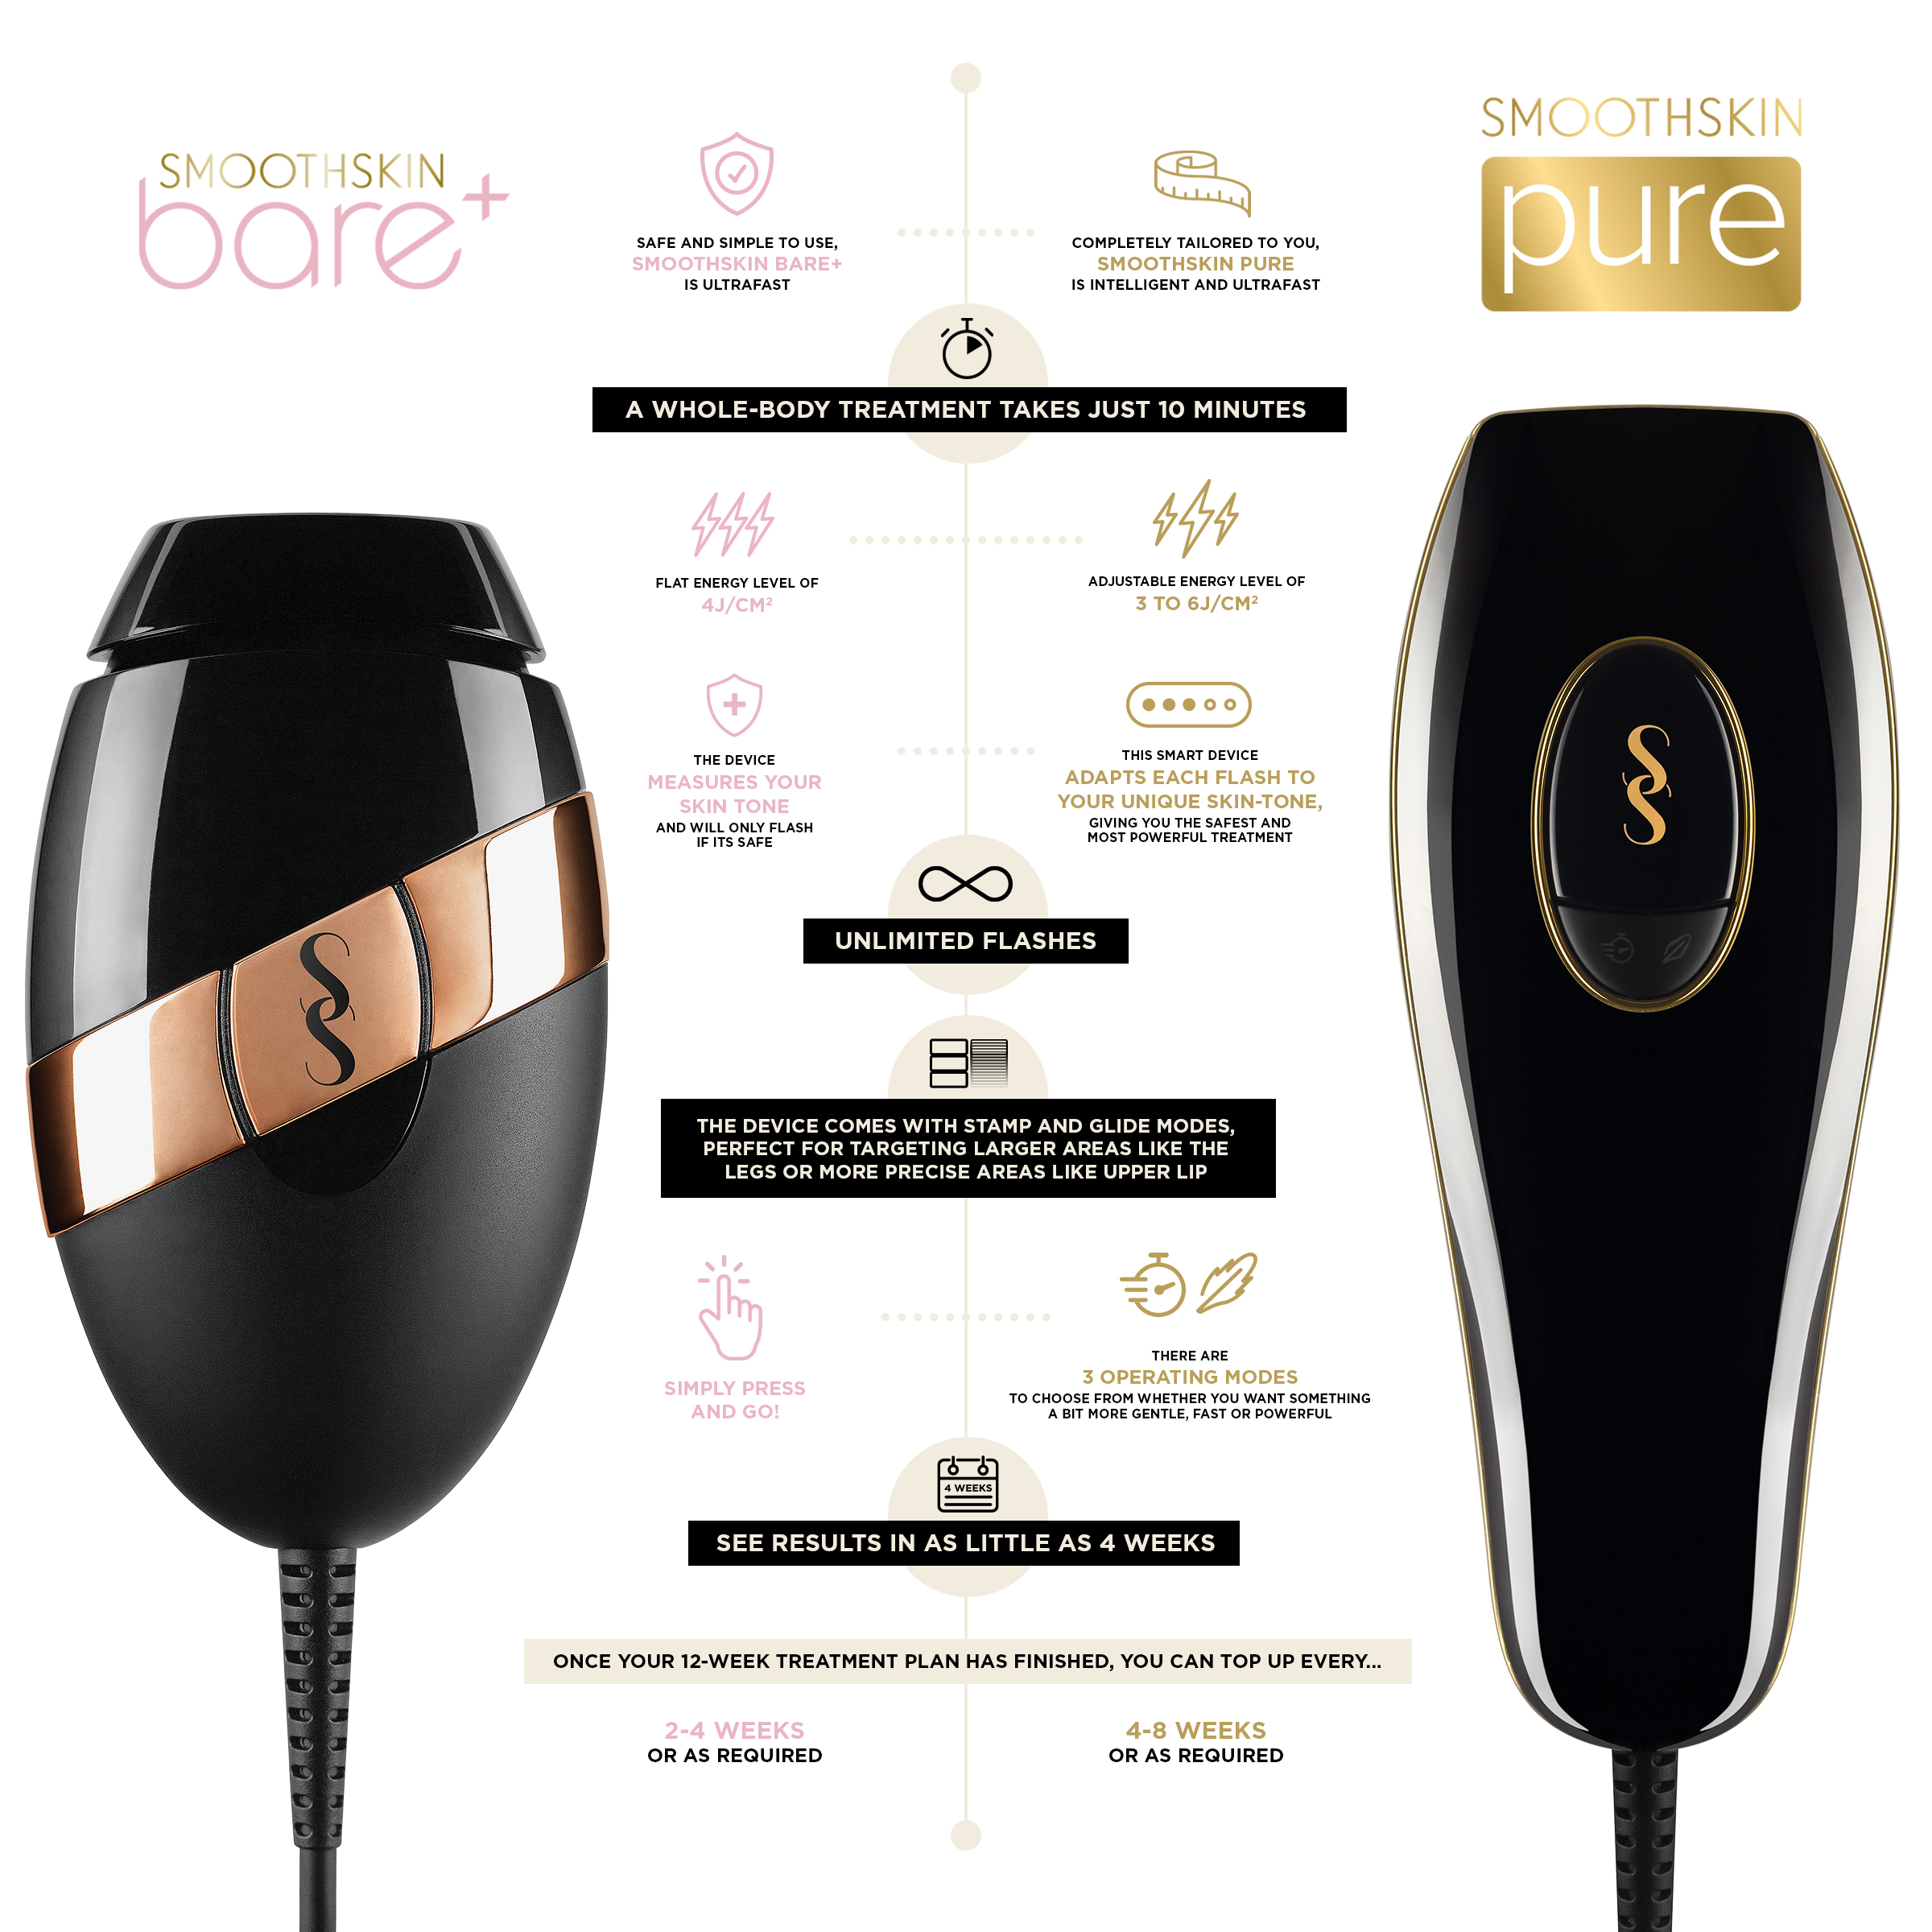 SMOOTHSKIN
bare+
SMOOTHSKIN
pure
SAFE AND SIMPLE TO USE,
SMOOTHSKIN BARE+
IS ULTRAFAST
COMPLETELY TAILORED TO YOU,
SMOOTHSKIN PURE
IS INTELLIGENT AND ULTRAFAST
A WHOLE-BODY TREATMENT TAKES JUST 10 MINUTES
FLAT ENERGY LEVEL OF
4J/CM²
ADJUSTABLE ENERGY LEVEL OF
3 TO 6J/CM²
THE DEVICE
MEASURES YOUR
SKIN TONE
AND WILL ONLY FLASH
IF ITS SAFE
THIS SMART DEVICE
ADAPTS EACH FLASH TO
YOUR UNIQUE SKIN-TONE,
GIVING YOU THE SAFEST AND
MOST POWERFUL TREATMENT
UNLIMITED FLASHES
THE DEVICE COMES WITH STAMP AND GLIDE MODES,
PERFECT FOR TARGETING LARGER AREAS LIKE THE
LEGS OR MORE PRECISE AREAS LIKE UPPER LIP
SIMPLY PRESS
AND GO!
THERE ARE
3 OPERATING MODES
TO CHOOSE FROM WHETHER YOU WANT SOMETHING
A BIT MORE GENTLE, FAST OR POWERFUL
4 WEEKS
SEE RESULTS IN AS LITTLE AS 4 WEEKS
ONCE YOUR 12-WEEK TREATMENT PLAN HAS FINISHED, YOU CAN TOP UP EVERY...
2-4 WEEKS
OR AS REQUIRED
4-8 WEEKS
OR AS REQUIRED